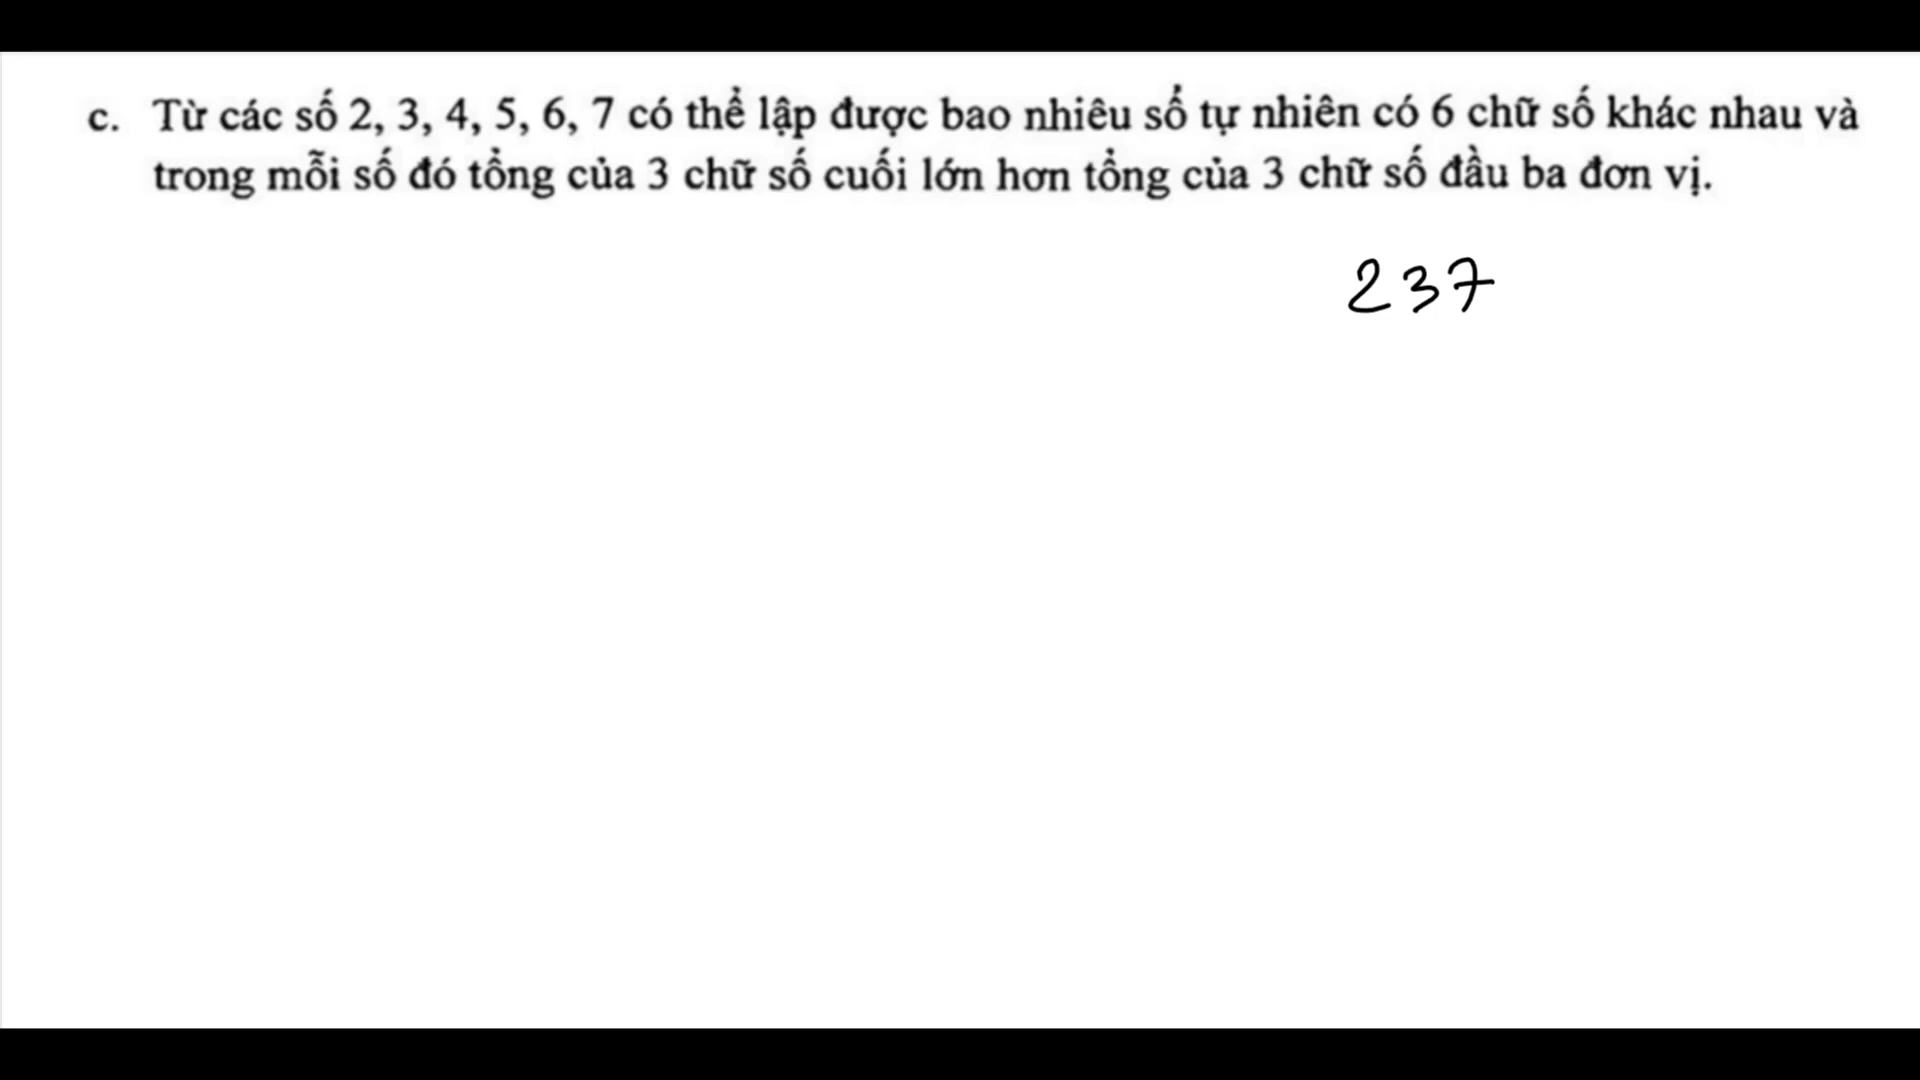 c. Từ các số 2, 3, 4, 5, 6, 7 có thể lập được bao nhiêu số tự nhiên có 6 chữ số khác nhau và
trong mỗi số đó tổng của 3 chữ số cuối lớn hơn tổng của 3 chữ số đầu ba đơn vị.
237